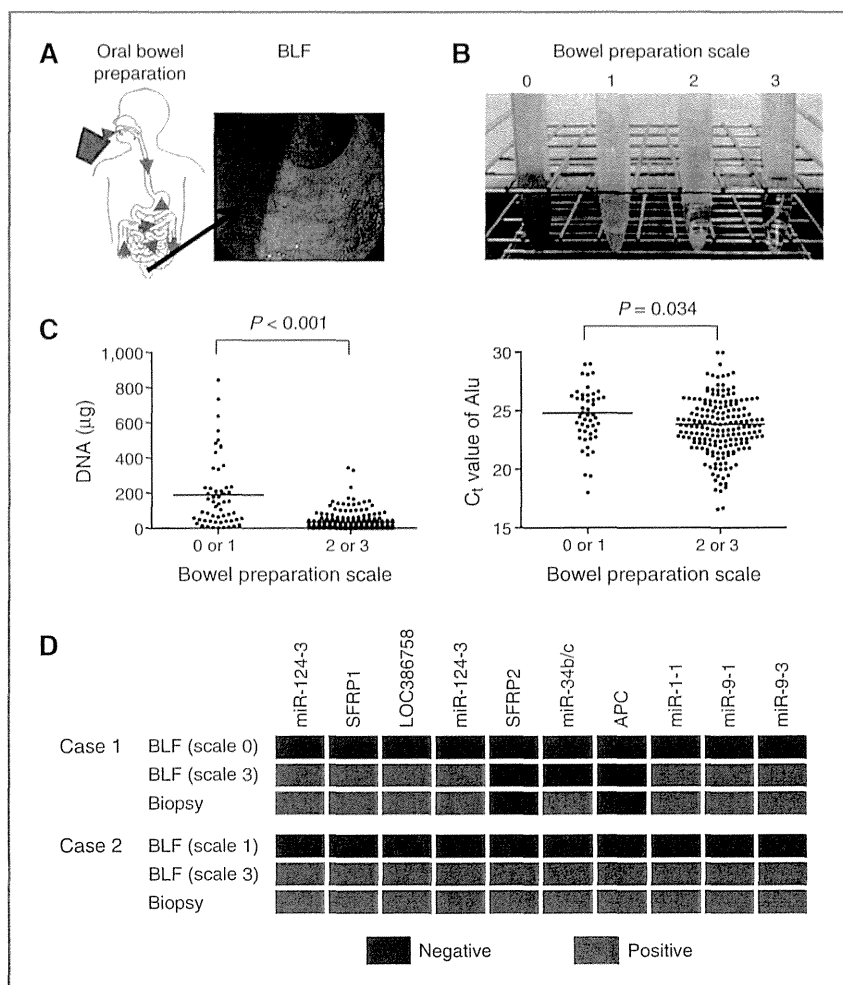 A
Oral bowel
preparation
BLF
B
Bowel preparation scale
0 1 2 3
C
P < 0.001
1,000
800
600
400
200
0
DNA (µg)
0 or 1 2 or 3
Bowel preparation scale
P = 0.034
30
25
20
15
Ct value of Alu
0 or 1 2 or 3
Bowel preparation scale
D
miR-124-3
SFRP1
LOC386758
miR-124-3
SFRP2
miR-34b/c
APC
miR-1-1
miR-9-1
miR-9-3
Case 1 BLF (scale 0)
BLF (scale 3)
Biopsy
Case 2 BLF (scale 1)
BLF (scale 3)
Biopsy
Negative Positive